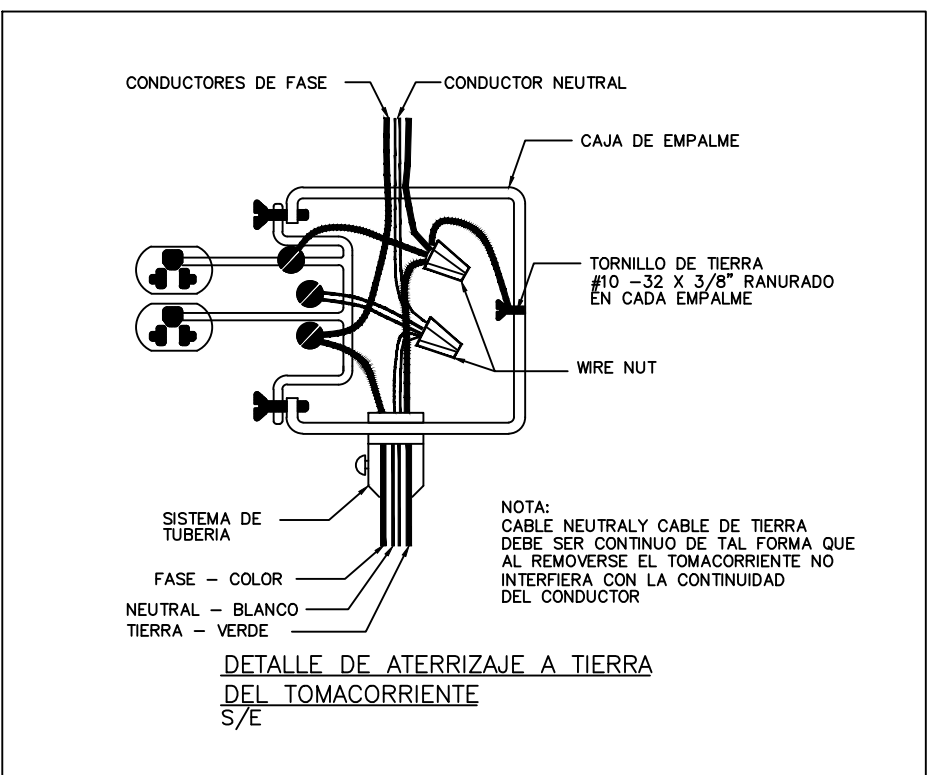 CONDUCTORES DE FASE
CONDUCTOR NEUTRAL
CAJA DE EMPALME
TORNILLO DE TIERRA
#10 -32 X 3/8" RANURADO
EN CADA EMPALME
WIRE NUT
SISTEMA DE
TUBERIA
FASE - COLOR
NEUTRAL - BLANCO
TIERRA - VERDE
NOTA:
CABLE NEUTRALY CABLE DE TIERRA
DEBE SER CONTINUO DE TAL FORMA QUE
AL REMOVERSE EL TOMACORRIENTE NO
INTERFIERA CON LA CONTINUIDAD
DEL CONDUCTOR
DETALLE DE ATERRIZAJE A TIERRA
DEL TOMACORRIENTE
S/E